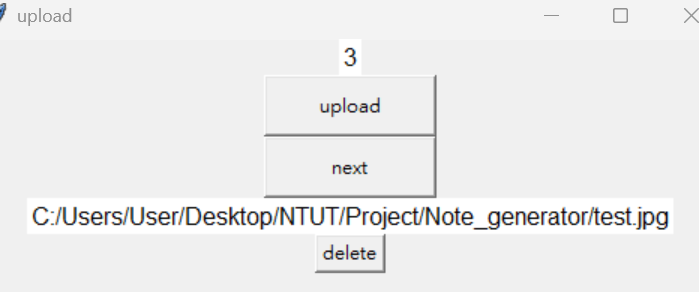 upload
3
upload
next
C:/Users/User/Desktop/NTUT/Project/Note_generator/test.jpg
delete